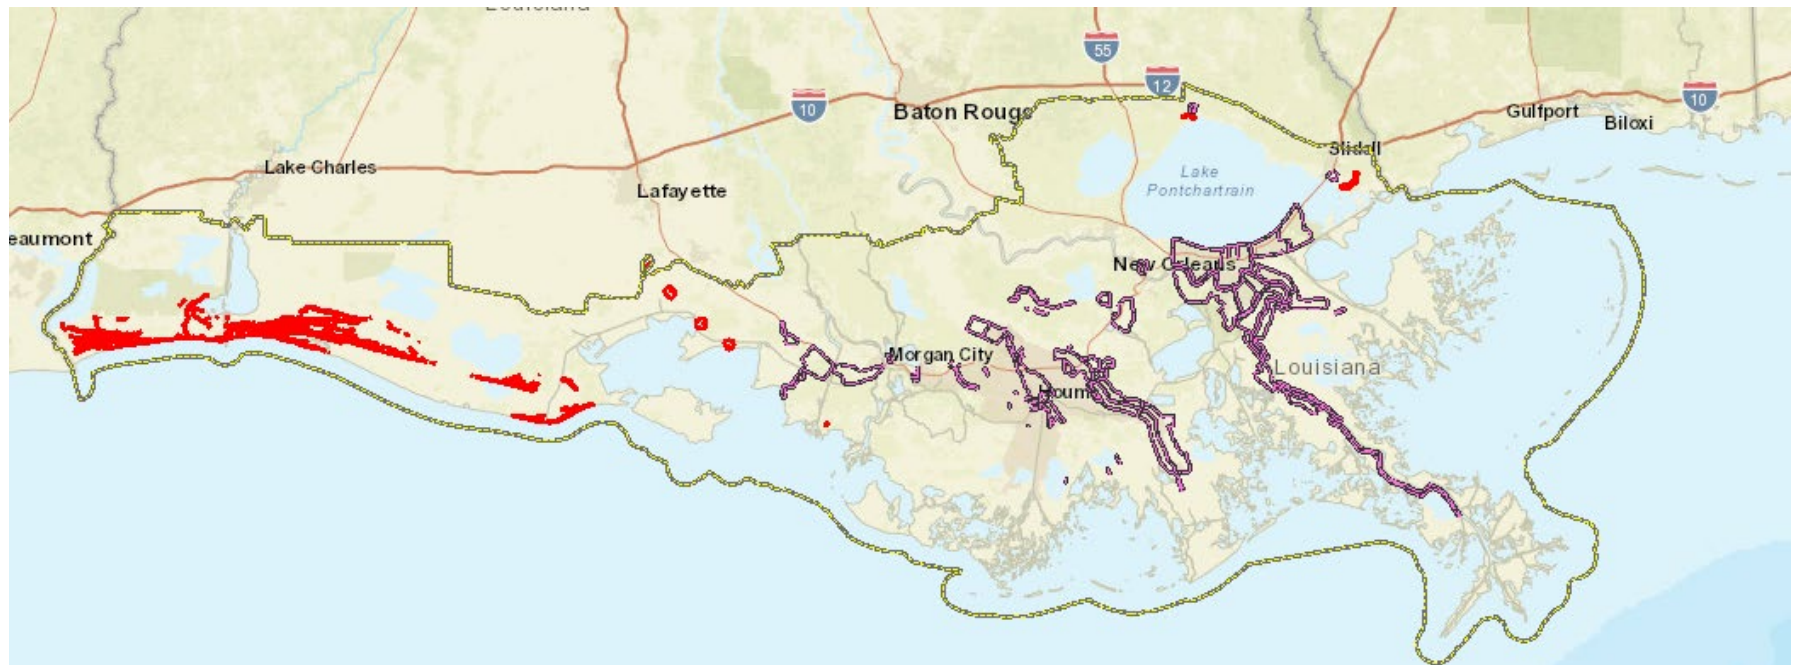 Louisiana
55
12
10
10
Baton Rouge
Gulfport
Biloxi
Slidell
Lake Charles
Lafayette
Lake
Pontchartrain
eaumont
New Orleans
Morgan City
Louisiana
Houm